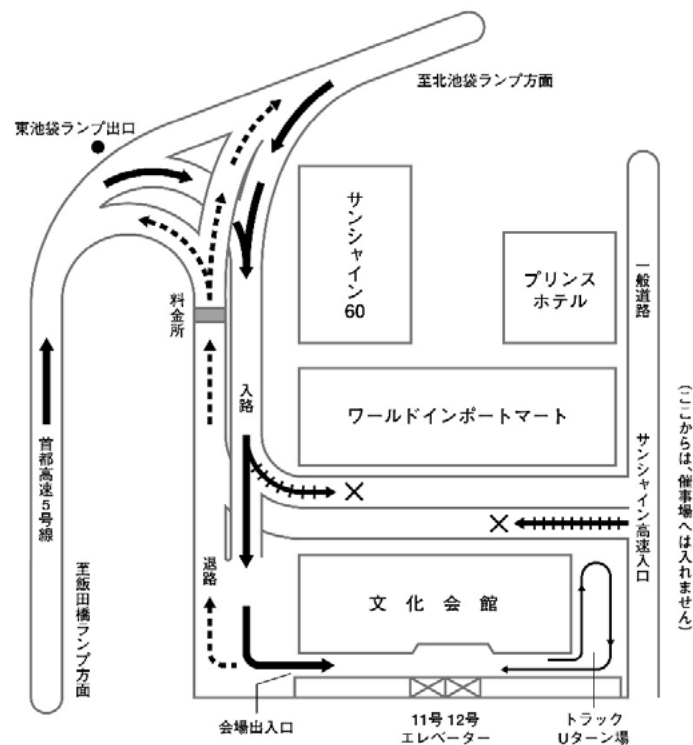 至北池袋ランプ方面
東池袋ランプ出口
サンシャイン60
プリンス
ホテル
一般道路
料金所
入路
ワールドインポートマート
首都高速5号線
サンシャイン高速入口
(ここからは、催事場へは入れません)
至飯田橋ランプ方面
退路
文化会館
会場出入口
11号 12号
エレベーター
トラック
Uターン場